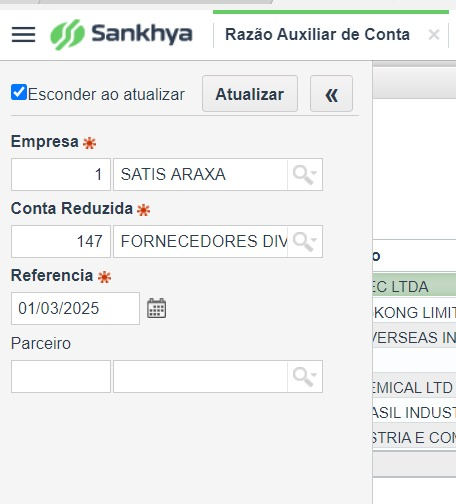 Sankhya
Razão Auxiliar de Conta
Esconder ao atualizar
Atualizar
«
Empresa
1
SATIS ARAXA
Conta Reduzida
147
FORNECEDORES DIV
Referencia
01/03/2025
Parceiro
o
EC LTDA
KONG LIMIT
VERSEAS IN
EMICAL LTD
ASIL INDUST
STRIA E COM